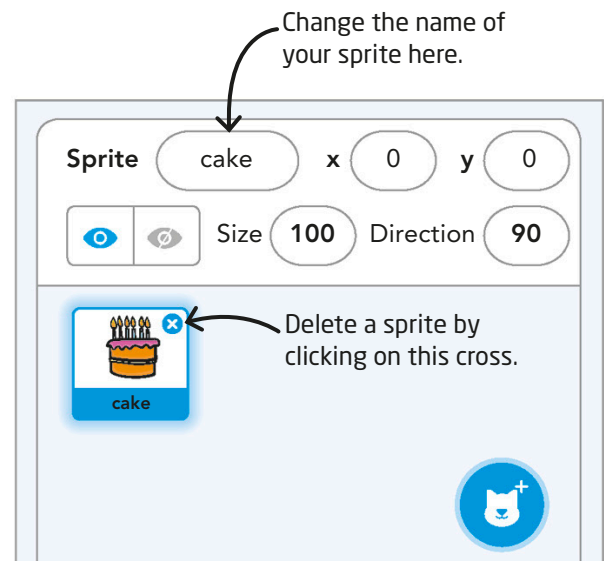 Change the name of
your sprite here.
Sprite cake x 0 y 0
Size 100 Direction 90
Delete a sprite by
clicking on this cross.
cake